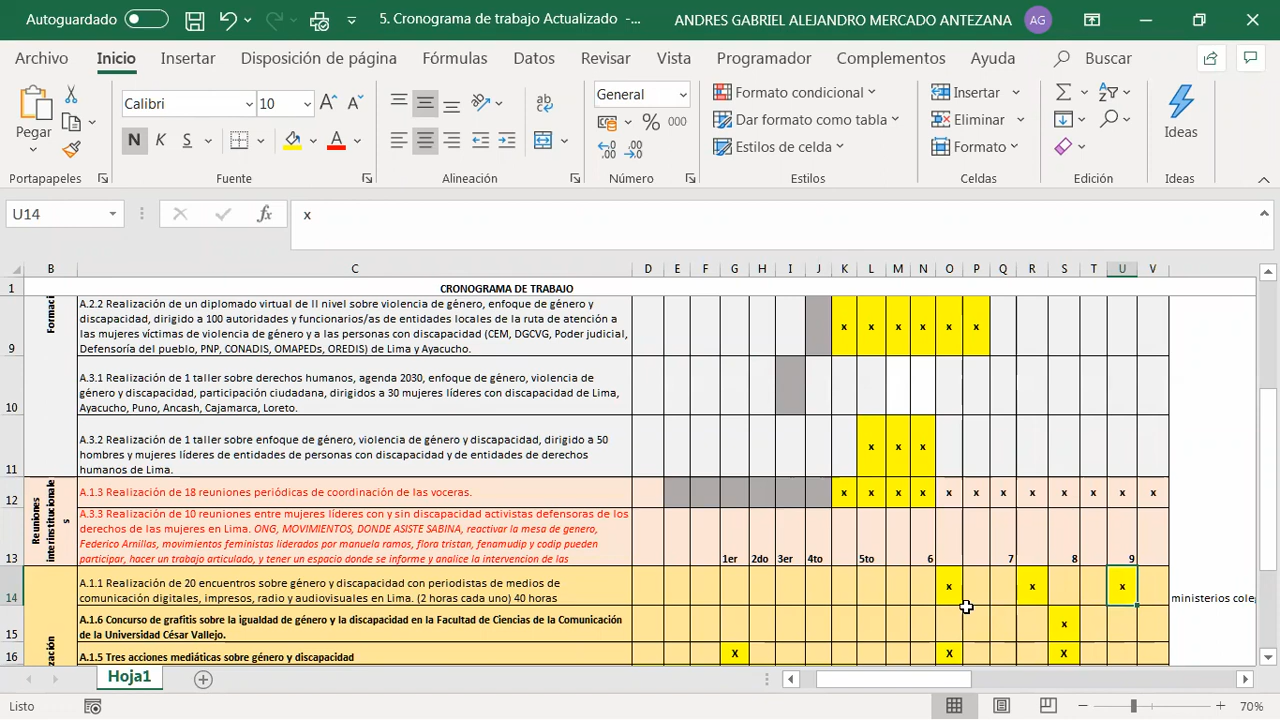 Autoguardado
5. Cronograma de trabajo Actualizado -...
ANDRES GABRIEL ALEJANDRO MERCADO ANTEZANA
AG
Archivo Inicio Insertar Disposición de página Fórmulas Datos Revisar Vista Programador Complementos Ayuda Buscar
Pegar
Calibri 10
N K S
A
General
% 000
Formato condicional
Dar formato como tabla
Estilos de celda
Insertar
Eliminar
Formato
Ideas
Portapapeles Fuente Alineación Número Estilos Celdas Edición Ideas
U14 fx x
B C D E F G H I J K L M N O P Q R S T U V
1 CRONOGRAMA DE TRABAJO
Formaci
A.2.2 Realización de un diplomado virtual de II nivel sobre violencia de género, enfoque de género y
discapacidad, dirigido a 100 autoridades y funcionarios/as de entidades locales de la ruta de atención a
las mujeres víctimas de violencia de género y a las personas con discapacidad (CEM, DGCVG, Poder judicial,
Defensoría del pueblo, PNP, CONADIS, OMAPEDs, OREDIS) de Lima y Ayacucho.
x x x x x x
9
A.3.1 Realización de 1 taller sobre derechos humanos, agenda 2030, enfoque de género, violencia de
género y discapacidad, participación ciudadana, dirigidos a 30 mujeres líderes con discapacidad de Lima,
Ayacucho, Puno, Ancash, Cajamarca, Loreto.
10
A.3.2 Realización de 1 taller sobre enfoque de género, violencia de género y discapacidad, dirigido a 50
hombres y mujeres líderes de entidades de personas con discapacidad y de entidades de derechos
humanos de Lima.
x x x
11
Reuniones
interinstitucionale
s
12 A.1.3 Realización de 18 reuniones periódicas de coordinación de las voceras. x x x x x x x x x x x x
A.3.3 Realización de 10 reuniones entre mujeres líderes con y sin discapacidad activistas defensoras de los
derechos de las mujeres en Lima. ONG, MOVIMIENTOS, DONDE ASISTE SABINA, reactivar la mesa de genero,
Federico Arnillas, movimientos feministas liderados por manuela ramos, flora tristan, fenamudip y codip pueden
participar, hacer un trabajo articulado, y tener un espacio donde se informe y analice la intervencion de las
13 1er 2do 3er 4to 5to 6 7 8 9
A.1.1 Realización de 20 encuentros sobre género y discapacidad con periodistas de medios de
comunicación digitales, impresos, radio y audiovisuales en Lima. (2 horas cada uno) 40 horas
14 x x x
ministerios coleg
A.1.6 Concurso de grafitis sobre la igualdad de género y la discapacidad en la Facultad de Ciencias de la Comunicación
de la Universidad César Vallejo.
15 x
ización
16 A.1.5 Tres acciones mediáticas sobre género y discapacidad X X X
Hoja1
Listo
70%